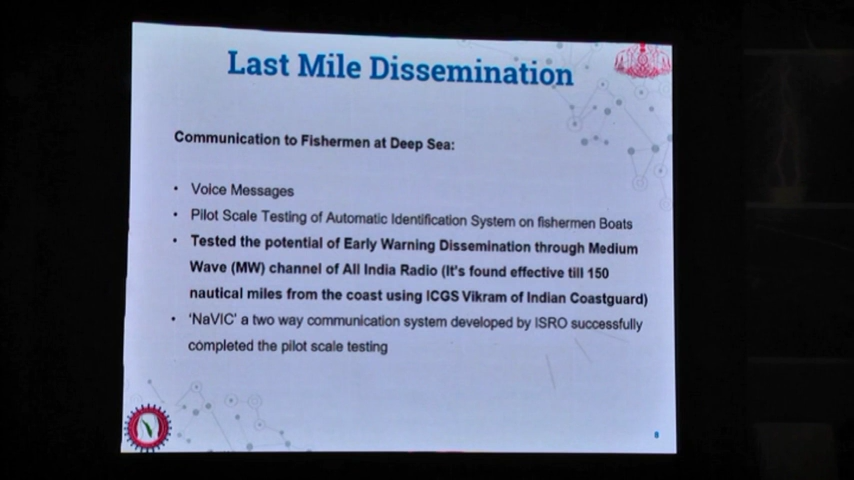 Last Mile Dissemination
Communication to Fishermen at Deep Sea:
• Voice Messages
• Pilot Scale Testing of Automatic Identification System on fishermen Boats
• Tested the potential of Early Warning Dissemination through Medium
Wave (MW) channel of All India Radio (It's found effective till 150
nautical miles from the coast using ICGS Vikram of Indian Coastguard)
• 'NaVIC' a two way communication system developed by ISRO successfully
completed the pilot scale testing
8